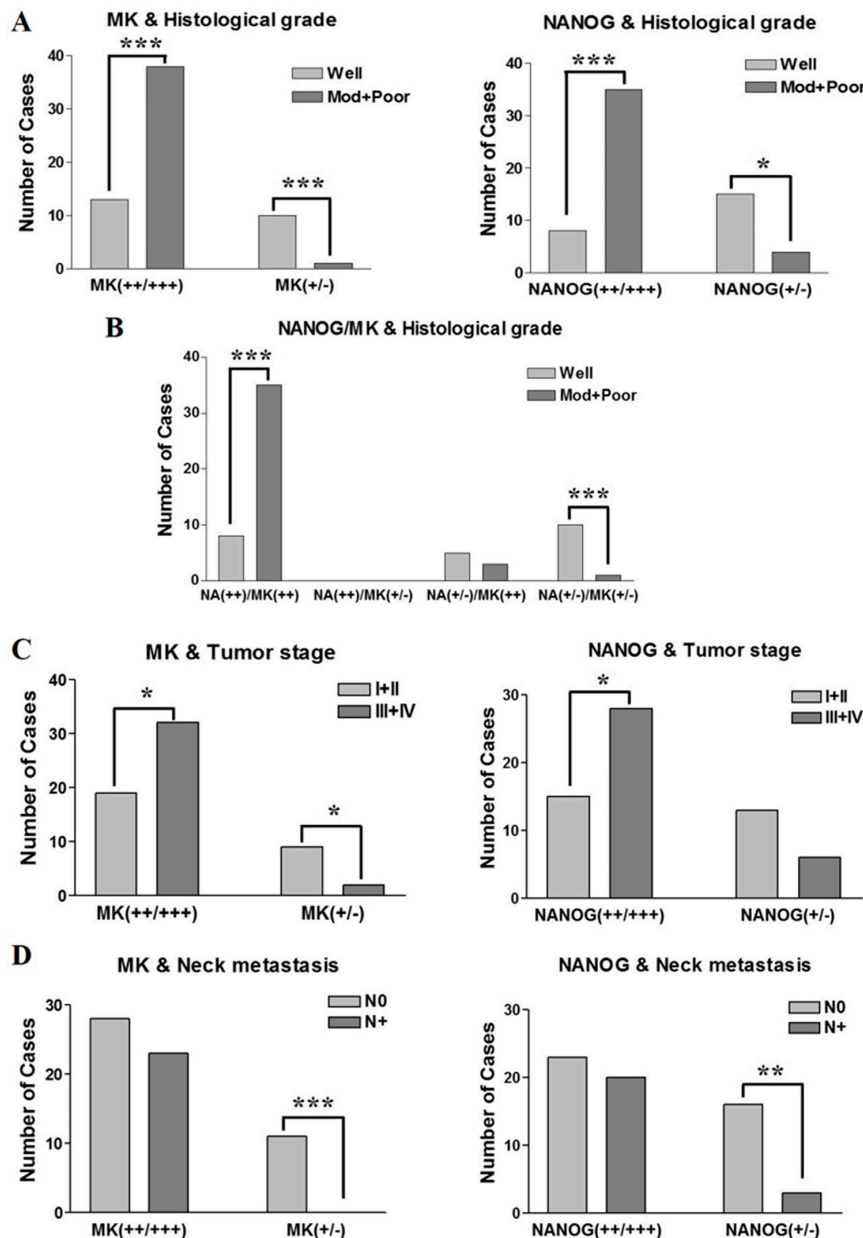 A
MK & Histological grade
Number of Cases
40
30
20
10
0
***
***
Well
Mod+Poor
MK(++/+++)
MK(+/-)
NANOG & Histological grade
Number of Cases
40
30
20
10
0
***
*
Well
Mod+Poor
NANOG(++/+++)
NANOG(+/-)
B
NANOG/MK & Histological grade
Number of Cases
40
30
20
10
0
***
***
Well
Mod+Poor
NA(++)/MK(++)
NA(++)/MK(+/-)
NA(+/-)/MK(++)
NA(+/-)/MK(+/-)
C
MK & Tumor stage
Number of Cases
40
30
20
10
0
*
*
I+II
III+IV
MK(++/+++)
MK(+/-)
NANOG & Tumor stage
Number of Cases
30
20
10
0
*
I+II
III+IV
NANOG(++/+++)
NANOG(+/-)
D
MK & Neck metastasis
Number of Cases
30
20
10
0
***
N0
N+
MK(++/+++)
MK(+/-)
NANOG & Neck metastasis
Number of Cases
30
20
10
0
**
N0
N+
NANOG(++/+++)
NANOG(+/-)